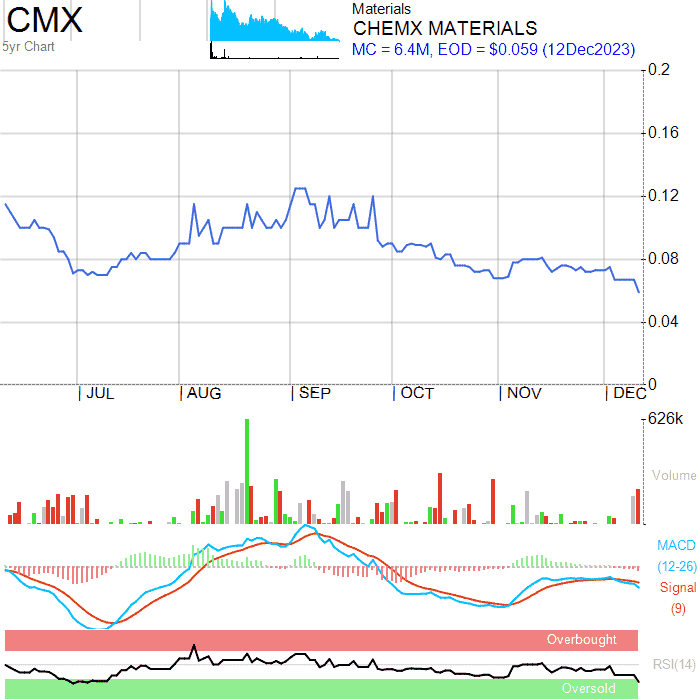 CMX
5yr Chart
Materials
CHEMX MATERIALS
MC = 6.4M, EOD = $0.059 (12Dec2023)
0.2
0.16
0.12
0.08
0.04
0
JUL AUG SEP OCT NOV DEC
626k
Volume
MACD
(12-26)
Signal
(9)
Overbought
RSI(14)
Oversold